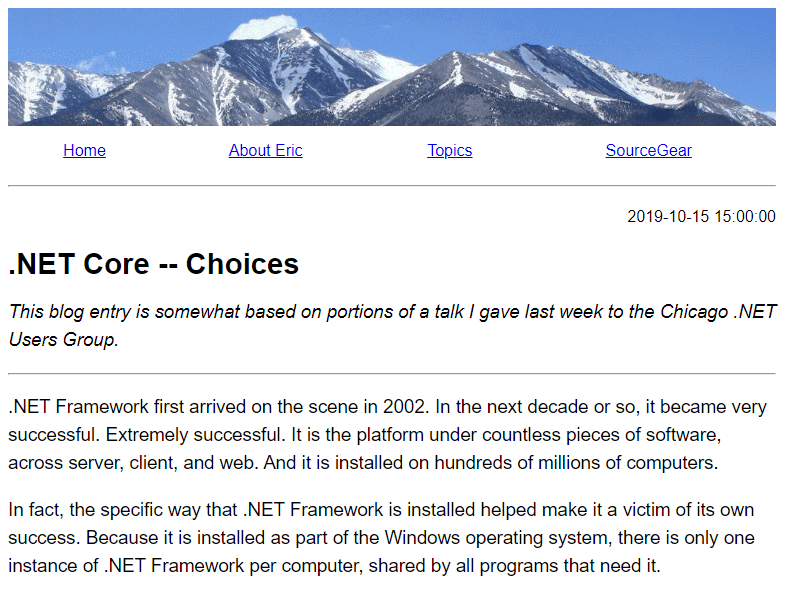 Home About Eric Topics SourceGear
2019-10-15 15:00:00
.NET Core -- Choices
This blog entry is somewhat based on portions of a talk I gave last week to the Chicago .NET
Users Group.
.NET Framework first arrived on the scene in 2002. In the next decade or so, it became very
successful. Extremely successful. It is the platform under countless pieces of software,
across server, client, and web. And it is installed on hundreds of millions of computers.
In fact, the specific way that .NET Framework is installed helped make it a victim of its own
success. Because it is installed as part of the Windows operating system, there is only one
instance of .NET Framework per computer, shared by all programs that need it.